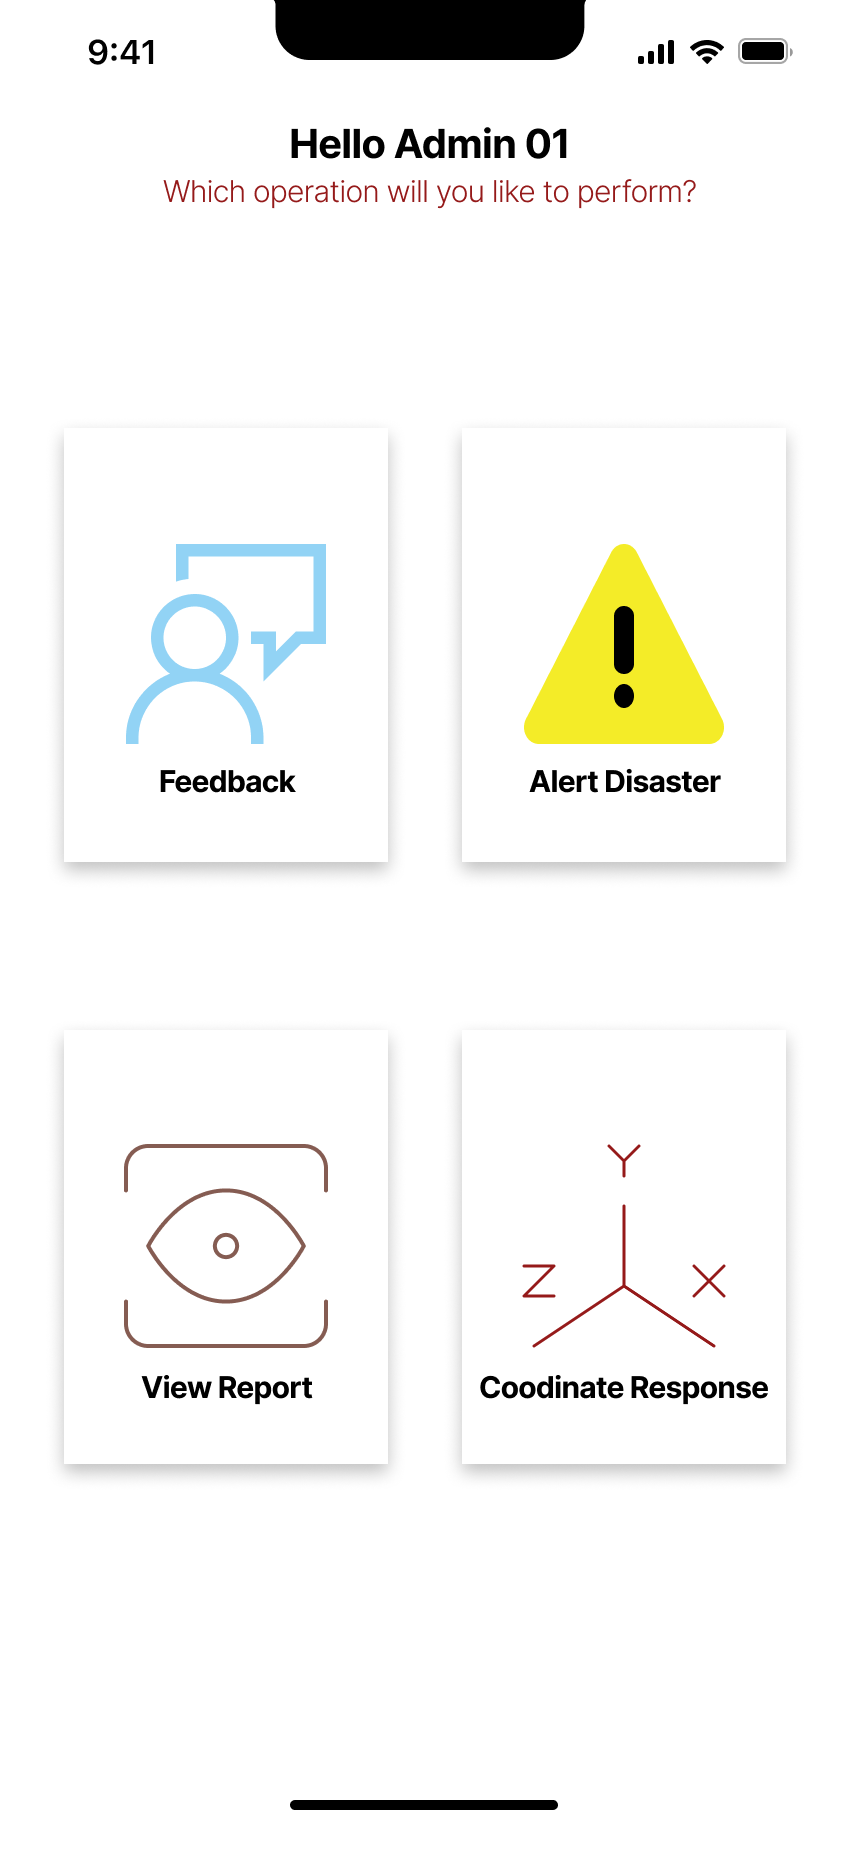 9:41
Hello Admin 01
Which operation will you like to perform?
Feedback
Alert Disaster
View Report
Y
Z
X
Coodinate Response